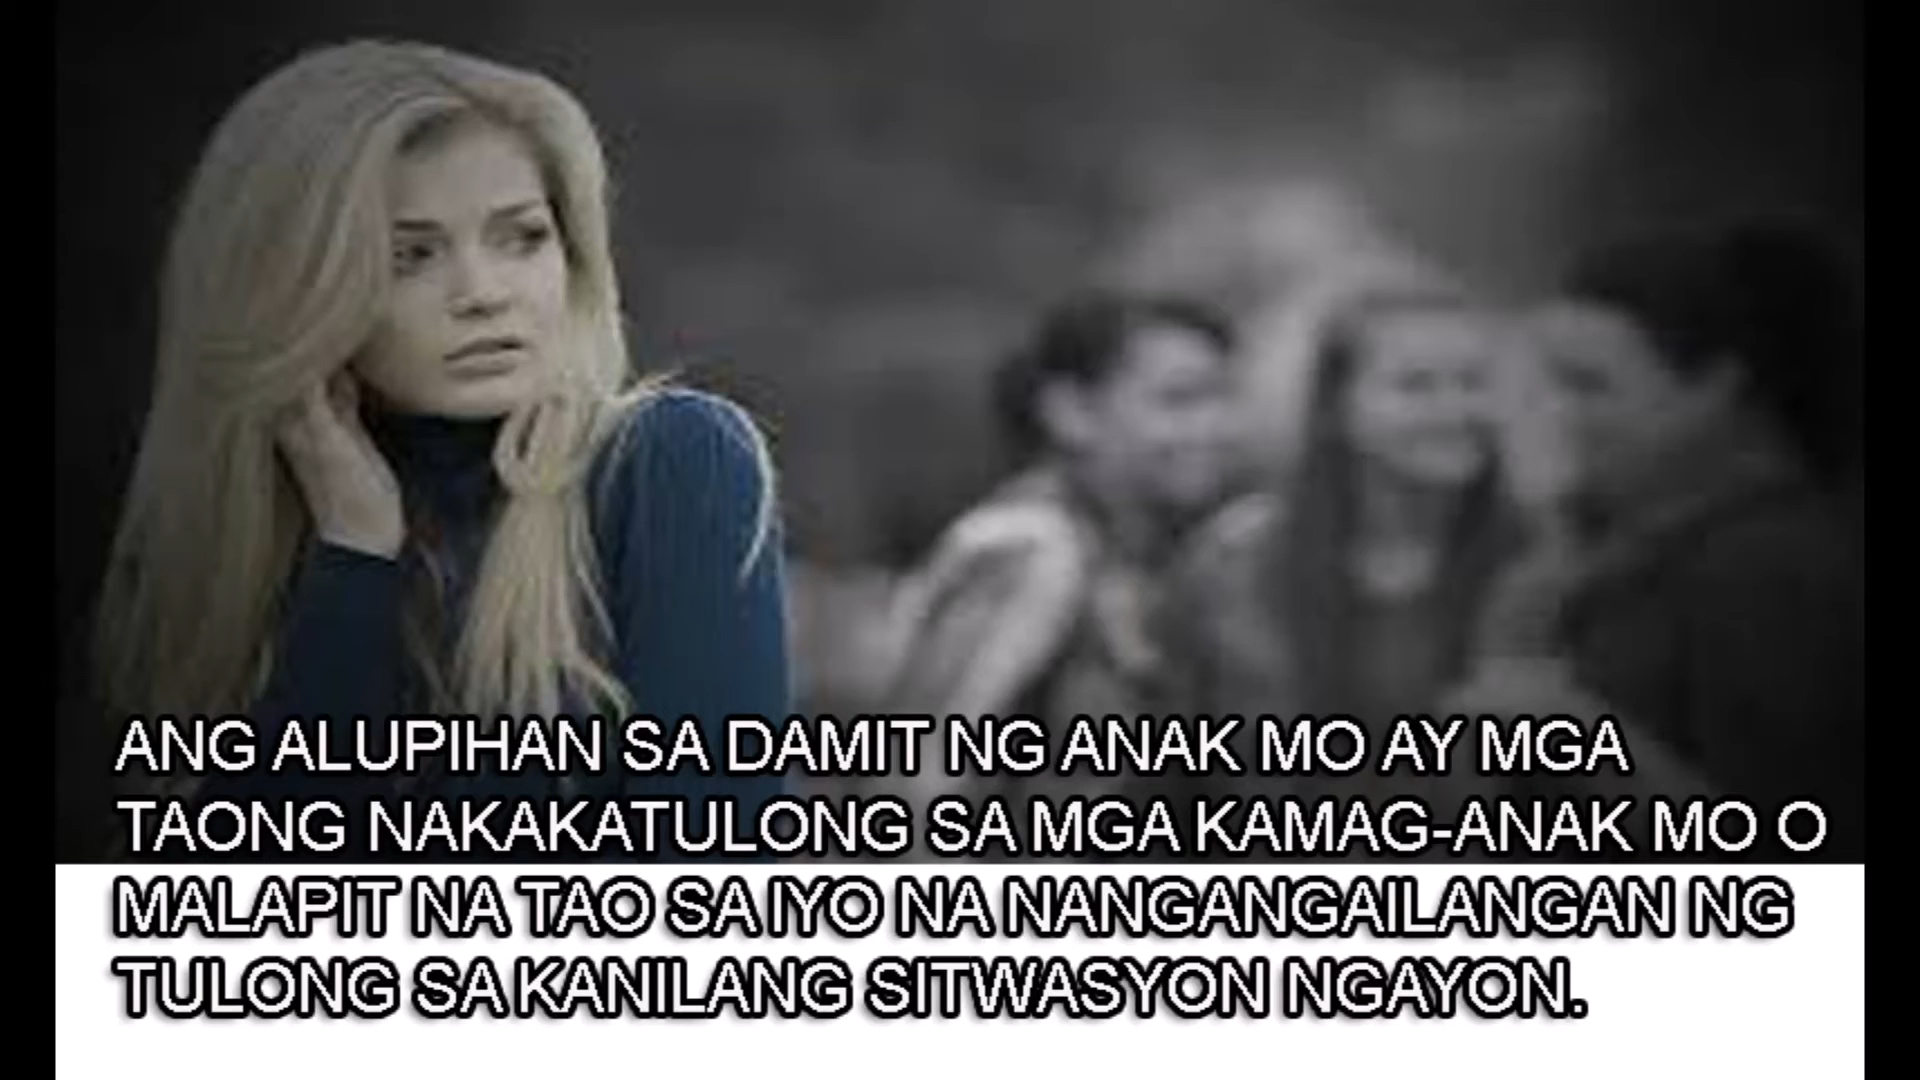 ANG ALUPIHAN SA DAMIT NG ANAK MO AY MGA
TAONG NAKAKATULONG SA MGA KAMAG-ANAK MO O
MALAPIT NA TAO SA IYO NA NANGANGAILANGAN NG
TULONG SA KANILANG SITWASYON NGAYON.